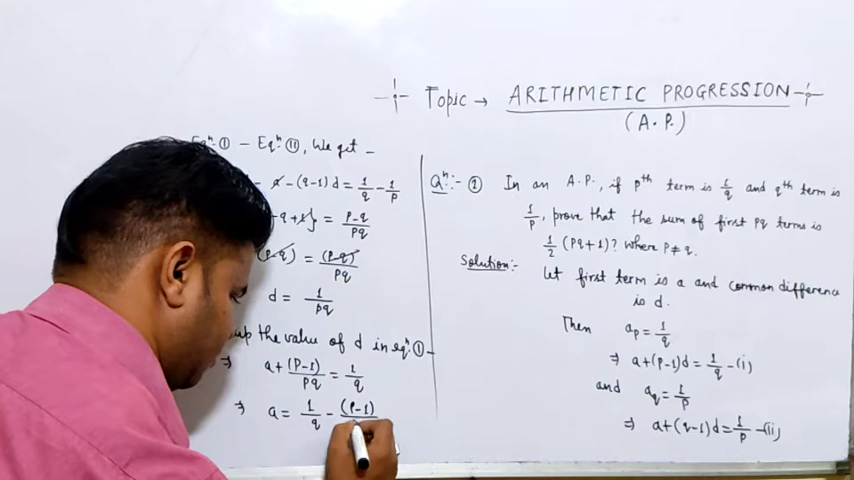 Topic → ARITHMETIC PROGRESSION
(A.P.)
Qⁿ:- ② In an A.P., if pᵗʰ term is 1/q and qᵗʰ term is
1/p, prove that the sum of first pq terms is
1/2 (pq+1)? where p≠q.
Solution:-
Let first term is a and common difference
is d.
Then aₚ = 1/q
⇒ a+(p-1)d = 1/q -(i)
and a_q = 1/p
⇒ a+(q-1)d = 1/p -(ii)
Eqⁿ. ① - Eqⁿ. ⑪, We get -
- a - (q-1)d = 1/q - 1/p
-q+1} = (p-q)/pq
(p-q) = (p-q)/pq
d = 1/pq
the value of d in eqⁿ. ① -
⇒ a + (p-1)/pq = 1/q
⇒ a = 1/q - (p-1)